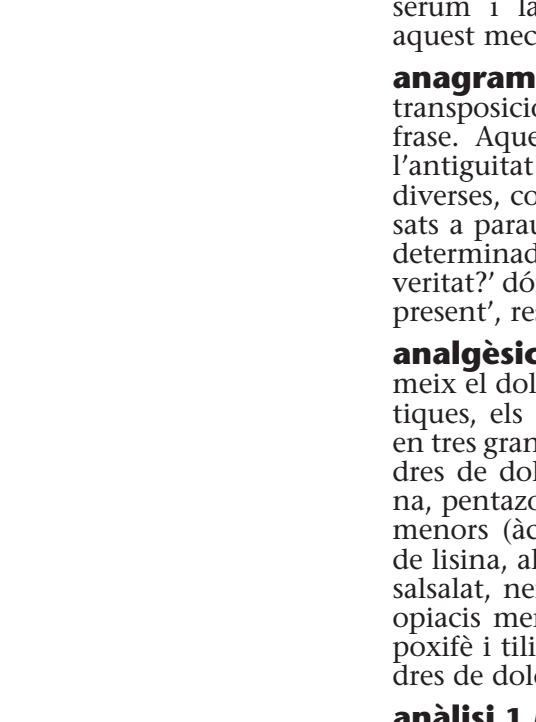 sèrum i la
aquest mec
anagram
transposició
frase. Aque
l’antiguitat
diverses, co
sats a parau
determinad
veritat?’ dó
present’, re
analgèsic
meix el dol
tiques, els
en tres gran
dres de dol
na, pentazo
menors (àc
de lisina, al
salsalat, ne
opiacis men
poxifè i tili
dres de dol
anàlisi 1